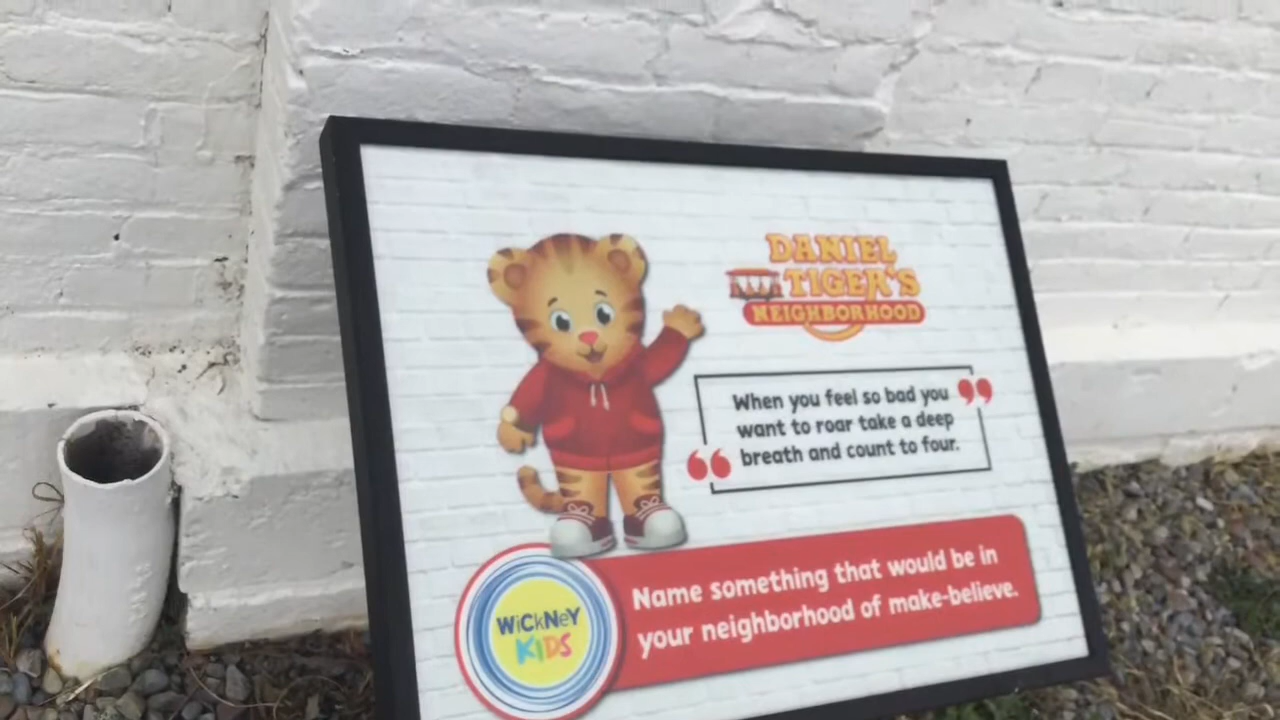 DANIEL
TIGER'S
NEIGHBORHOOD
When you feel so bad you
want to roar take a deep
breath and count to four.
Name something that would be in
your neighborhood of make-believe.
WiCkNeY
KIDS